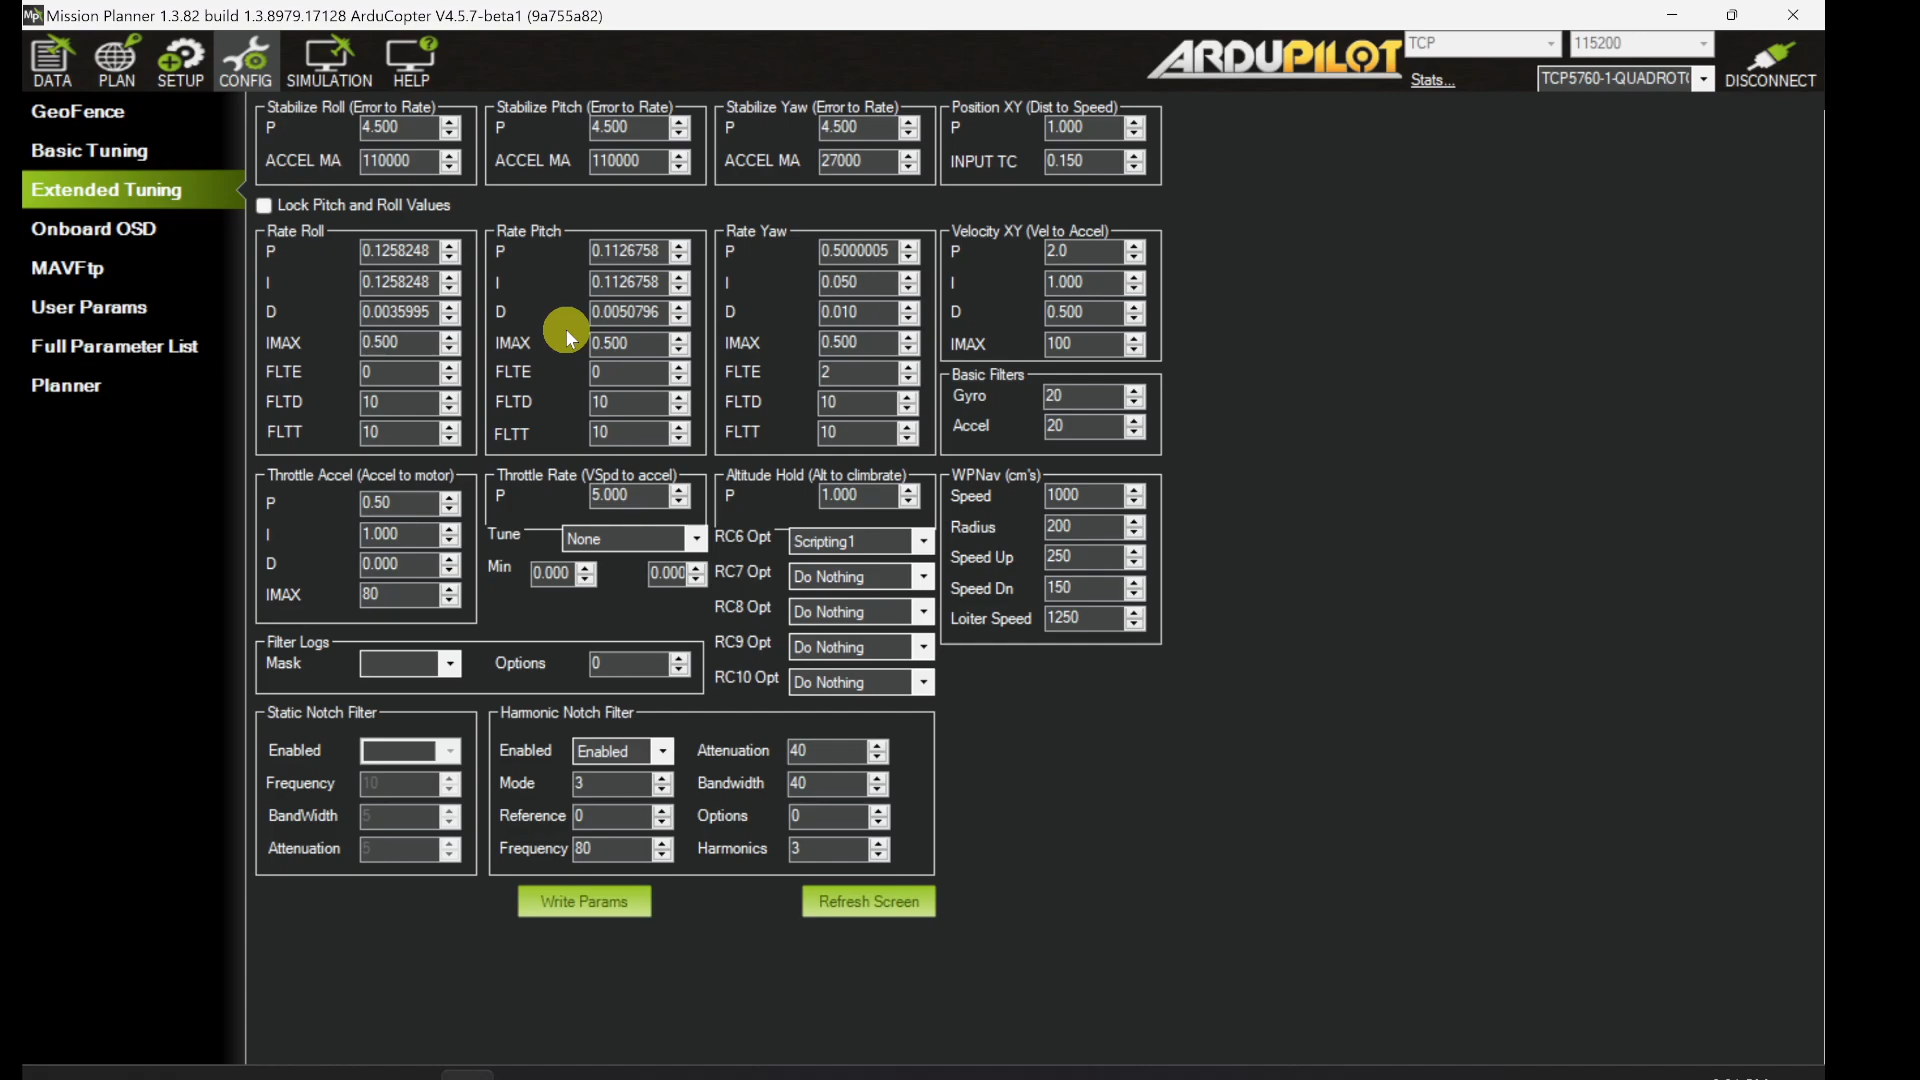 Mission Planner 1.3.82 build 1.3.8979.17128 ArduCopter V4.5.7-beta1 (9a755a82)
DATA PLAN SETUP CONFIG SIMULATION HELP
ARDUPILOT
TCP 115200
Stats... TCP5760-1-QUADROT DISCONNECT
GeoFence
Basic Tuning
Extended Tuning
Onboard OSD
MAVFtp
User Params
Full Parameter List
Planner
Stabilize Roll (Error to Rate)
P 4.500
ACCEL MA 110000
Stabilize Pitch (Error to Rate)
P 4.500
ACCEL MA 110000
Stabilize Yaw (Error to Rate)
P 4.500
ACCEL MA 27000
Position XY (Dist to Speed)
P 1.000
INPUT TC 0.150
Lock Pitch and Roll Values
Rate Roll
P 0.1258248
I 0.1258248
D 0.0035995
IMAX 0.500
FLTE 0
FLTD 10
FLTT 10
Rate Pitch
P 0.1126758
I 0.1126758
D 0.0050796
IMAX 0.500
FLTE 0
FLTD 10
FLTT 10
Rate Yaw
P 0.5000005
I 0.050
D 0.010
IMAX 0.500
FLTE 2
FLTD 10
FLTT 10
Velocity XY (Vel to Accel)
P 2.0
I 1.000
D 0.500
IMAX 100
Basic Filters
Gyro 20
Accel 20
Throttle Accel (Accel to motor)
P 0.50
I 1.000
D 0.000
IMAX 80
Throttle Rate (VSpd to accel)
P 5.000
Tune None
Min 0.000 0.000
Altitude Hold (Alt to climbrate)
P 1.000
RC6 Opt Scripting1
RC7 Opt Do Nothing
RC8 Opt Do Nothing
RC9 Opt Do Nothing
RC10 Opt Do Nothing
WPNav (cm's)
Speed 1000
Radius 200
Speed Up 250
Speed Dn 150
Loiter Speed 1250
Filter Logs
Mask Options 0
Static Notch Filter
Enabled
Frequency 10
BandWidth 5
Attenuation 5
Harmonic Notch Filter
Enabled Enabled Attenuation 40
Mode 3 Bandwidth 40
Reference 0 Options 0
Frequency 80 Harmonics 3
Write Params Refresh Screen